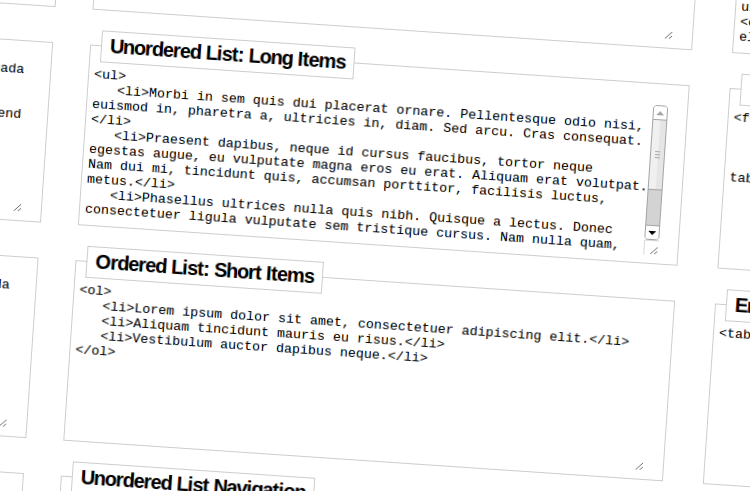 Unordered List: Long Items
<ul>
<li>Morbi in sem quis dui placerat ornare. Pellentesque odio nisi,
euismod in, pharetra a, ultricies in, diam. Sed arcu. Cras consequat.
</li>
<li>Praesent dapibus, neque id cursus faucibus, tortor neque
egestas augue, eu vulputate magna eros eu erat. Aliquam erat volutpat.
Nam dui mi, tincidunt quis, accumsan porttitor, facilisis luctus,
metus.</li>
<li>Phasellus ultrices nulla quis nibh. Quisque a lectus. Donec
consectetuer ligula vulputate sem tristique cursus. Nam nulla quam,
Ordered List: Short Items
<ol>
<li>Lorem ipsum dolor sit amet, consectetuer adipiscing elit.</li>
<li>Aliquam tincidunt mauris eu risus.</li>
<li>Vestibulum auctor dapibus neque.</li>
</ol>
Unordered List Navigation